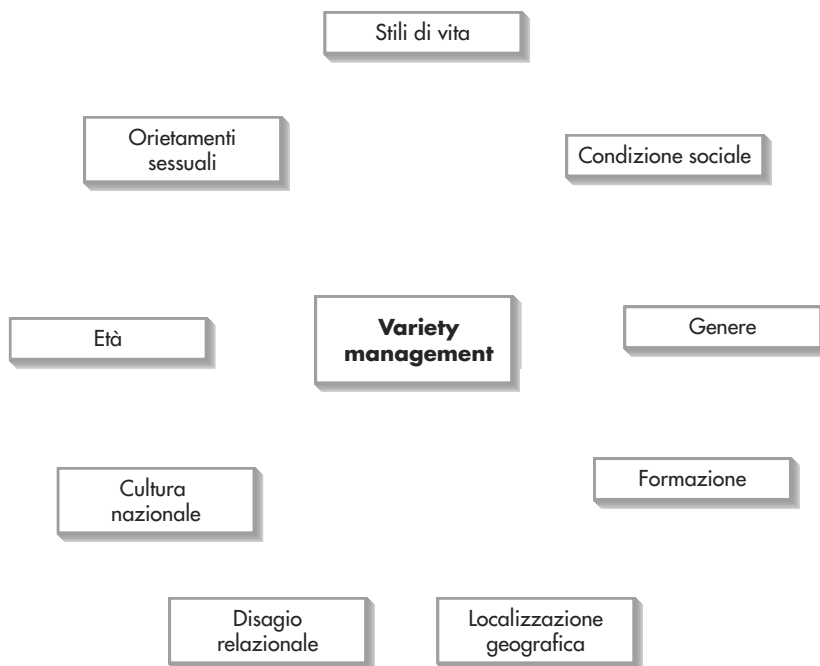 Stili di vita
Orietamenti
sessuali
Condizione sociale
Età
Variety
management
Genere
Cultura
nazionale
Formazione
Disagio
relazionale
Localizzazione
geografica